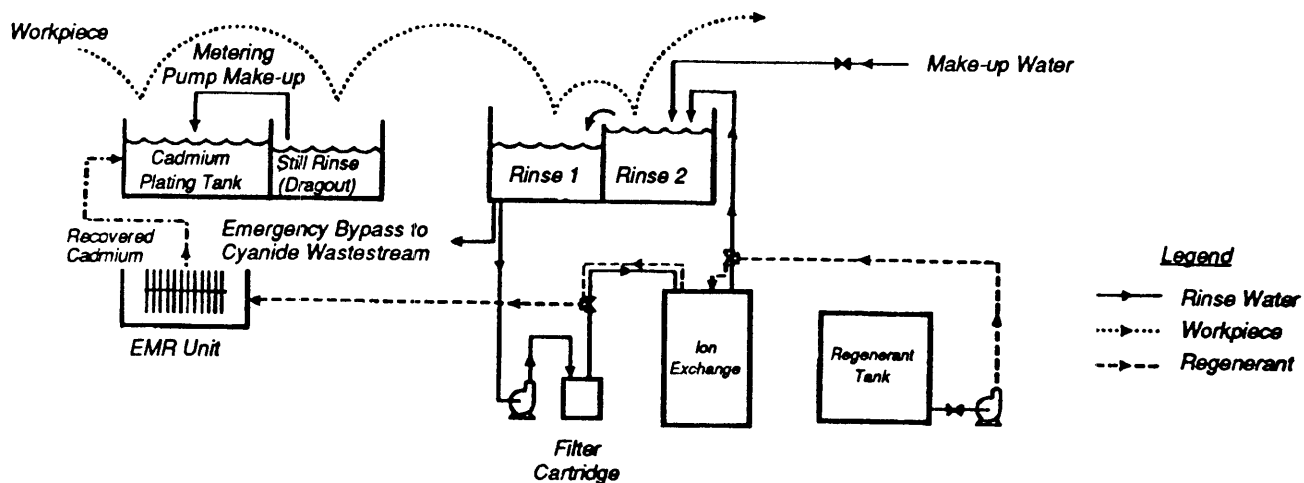 Workpiece
Metering
Pump Make-up
Make-up Water
Cadmium
Plating Tank
Still Rinse
(Dragout)
Rinse 1
Rinse 2
Recovered
Cadmium
Emergency Bypass to
Cyanide Wastestream
EMR Unit
Ion
Exchange
Regenerant
Tank
Filter
Cartridge
Legend
Rinse Water
Workpiece
Regenerant